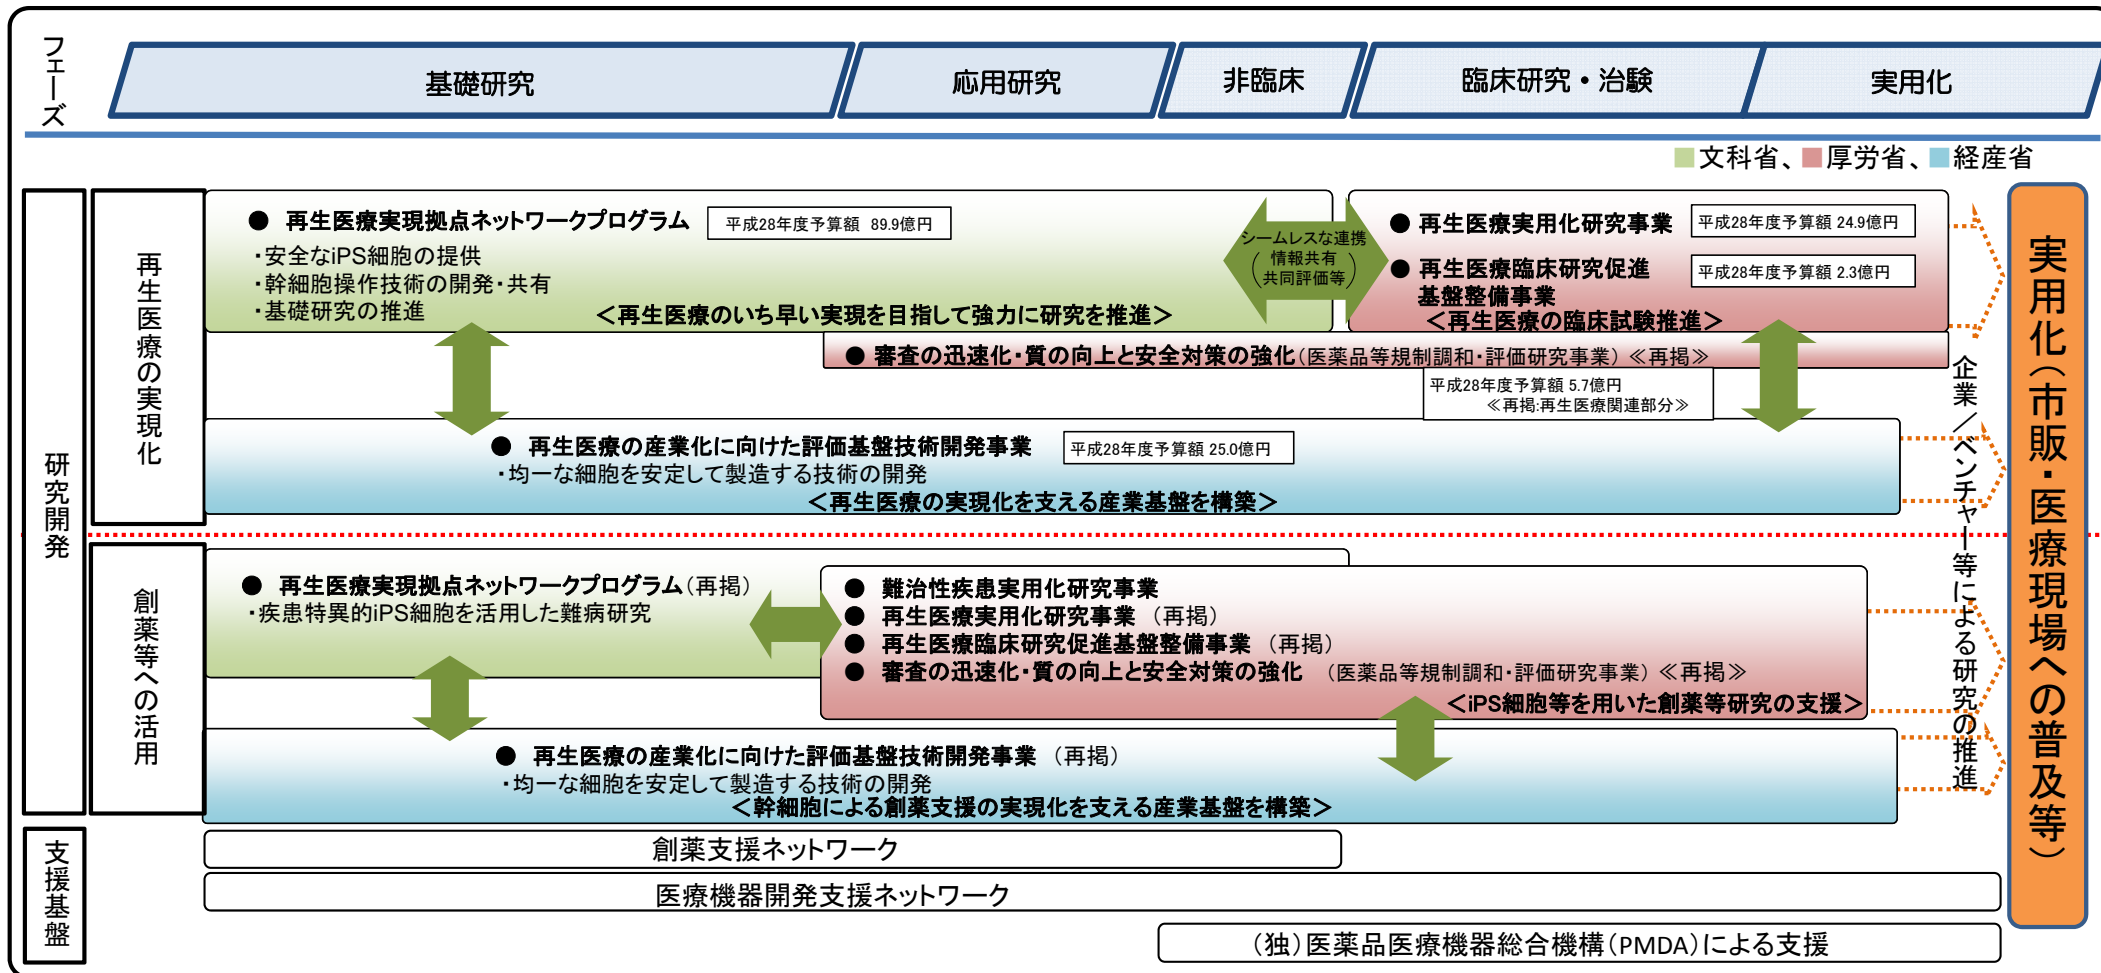 フェーズ
基礎研究
応用研究
非臨床
臨床研究・治験
実用化
■文科省、■厚労省、■経産省
研究開発
再生医療の実現化
● 再生医療実現拠点ネットワークプログラム
平成28年度予算額 89.9億円
・安全なiPS細胞の提供
・幹細胞操作技術の開発・共有
・基礎研究の推進
＜再生医療のいち早い実現を目指して強力に研究を推進＞
シームレスな連携
（情報共有
共同評価等）
● 再生医療実用化研究事業
平成28年度予算額 24.9億円
● 再生医療臨床研究促進
基盤整備事業
平成28年度予算額 2.3億円
＜再生医療の臨床試験推進＞
● 審査の迅速化・質の向上と安全対策の強化（医薬品等規制調和・評価研究事業）≪再掲≫
平成28年度予算額 5.7億円
≪再掲:再生医療関連部分≫
● 再生医療の産業化に向けた評価基盤技術開発事業
平成28年度予算額 25.0億円
・均一な細胞を安定して製造する技術の開発
＜再生医療の実現化を支える産業基盤を構築＞
創薬等への活用
● 再生医療実現拠点ネットワークプログラム（再掲）
・疾患特異的iPS細胞を活用した難病研究
● 難治性疾患実用化研究事業
● 再生医療実用化研究事業（再掲）
● 再生医療臨床研究促進基盤整備事業（再掲）
● 審査の迅速化・質の向上と安全対策の強化（医薬品等規制調和・評価研究事業）≪再掲≫
＜iPS細胞等を用いた創薬等研究の支援＞
● 再生医療の産業化に向けた評価基盤技術開発事業（再掲）
・均一な細胞を安定して製造する技術の開発
＜幹細胞による創薬支援の実現化を支える産業基盤を構築＞
企業／ベンチャー等による研究の推進
実用化（市販・医療現場への普及等）
支援基盤
創薬支援ネットワーク
医療機器開発支援ネットワーク
（独）医薬品医療機器総合機構（PMDA）による支援